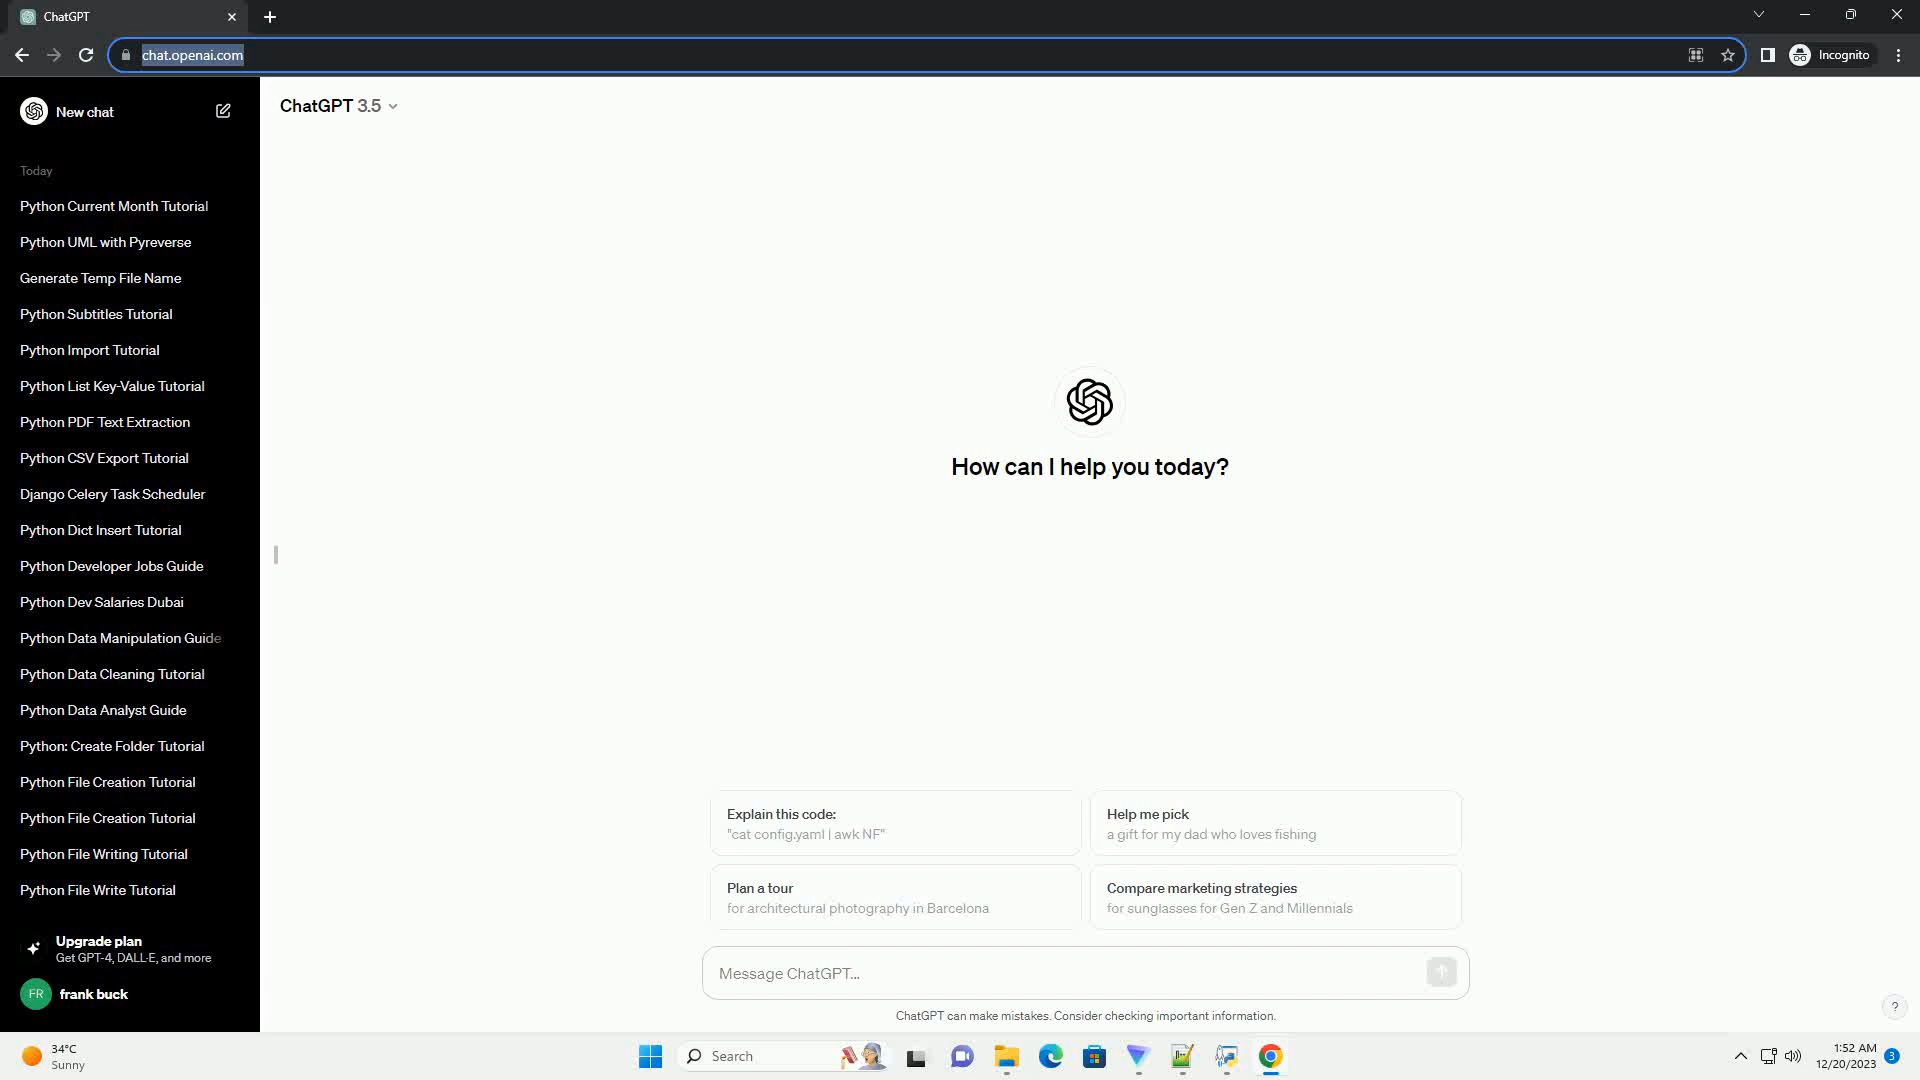 ChatGPT
chat.openai.com
Incognito
New chat
ChatGPT 3.5
Today
Python Current Month Tutorial
Python UML with Pyreverse
Generate Temp File Name
Python Subtitles Tutorial
Python Import Tutorial
Python List Key-Value Tutorial
Python PDF Text Extraction
Python CSV Export Tutorial
Django Celery Task Scheduler
Python Dict Insert Tutorial
Python Developer Jobs Guide
Python Dev Salaries Dubai
Python Data Manipulation Guide
Python Data Cleaning Tutorial
Python Data Analyst Guide
Python: Create Folder Tutorial
Python File Creation Tutorial
Python File Creation Tutorial
Python File Writing Tutorial
Python File Write Tutorial
Upgrade plan
Get GPT-4, DALL·E, and more
FR frank buck
How can I help you today?
Explain this code:
"cat config.yaml | awk NF"
Help me pick
a gift for my dad who loves fishing
Plan a tour
for architectural photography in Barcelona
Compare marketing strategies
for sunglasses for Gen Z and Millennials
Message ChatGPT...
ChatGPT can make mistakes. Consider checking important information.
?
34°C
Sunny
Search
1:52 AM
12/20/2023
3